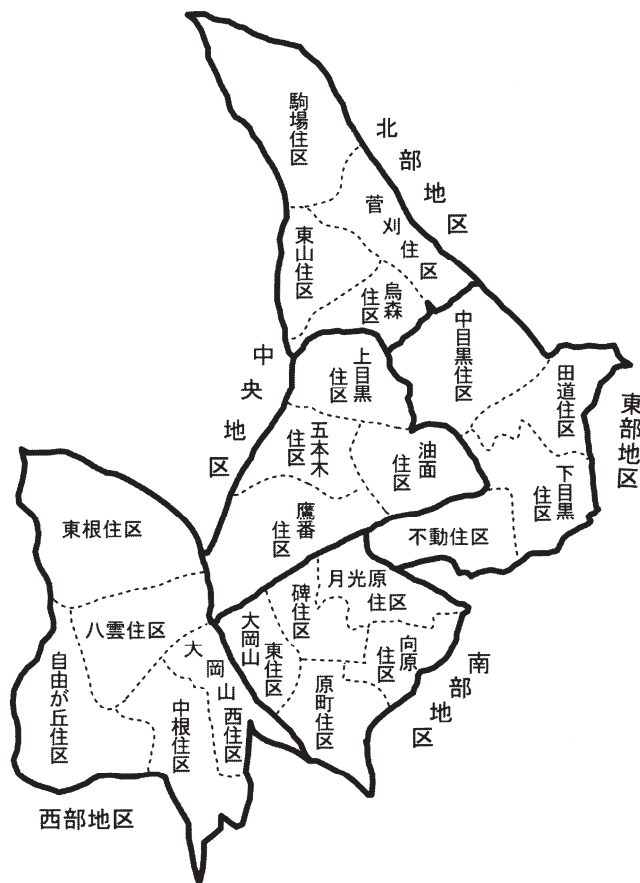 駒場住区
北部地区
菅刈住区
東山住区
烏森住区
中目黒住区
田道住区
東部地区
下目黒住区
不動住区
中央地区
上目黒住区
五本木住区
油面住区
鷹番住区
東根住区
八雲住区
自由が丘住区
中根住区
大岡山西住区
西部地区
月光原住区
碑住区
大岡山東住区
向原住区
原町住区
南部地区